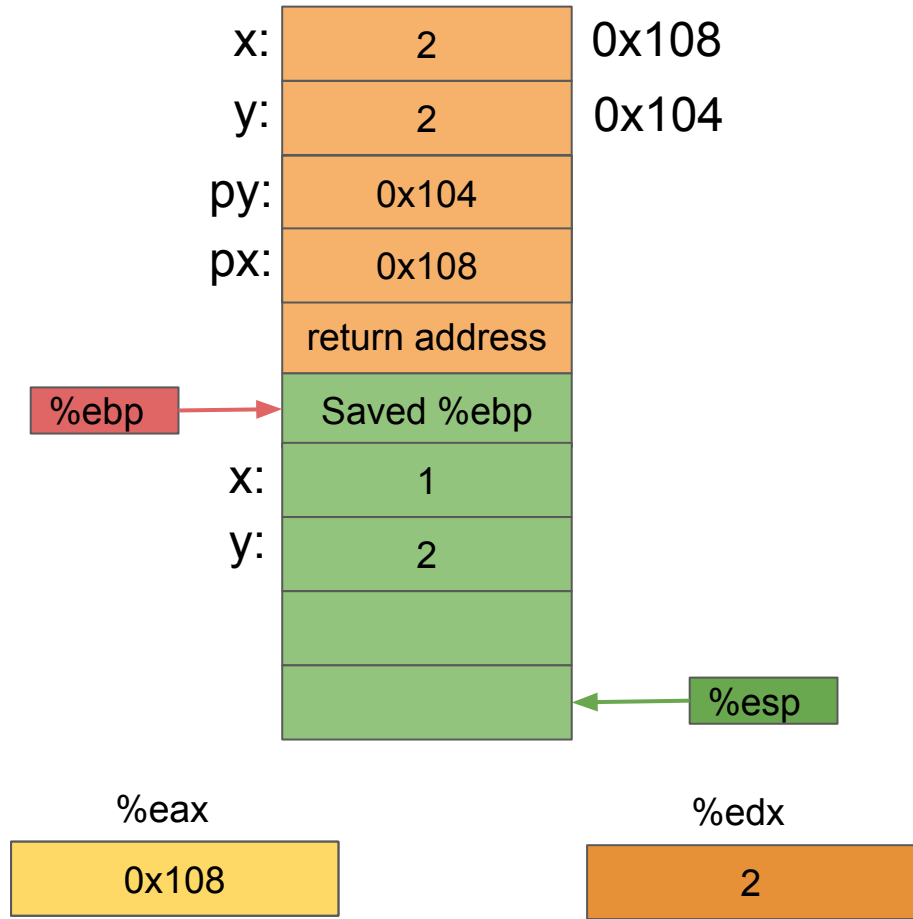 x: 2 0x108
y: 2 0x104
py: 0x104
px: 0x108
return address
%ebp Saved %ebp
x: 1
y: 2
%esp
%eax %edx
0x108 2